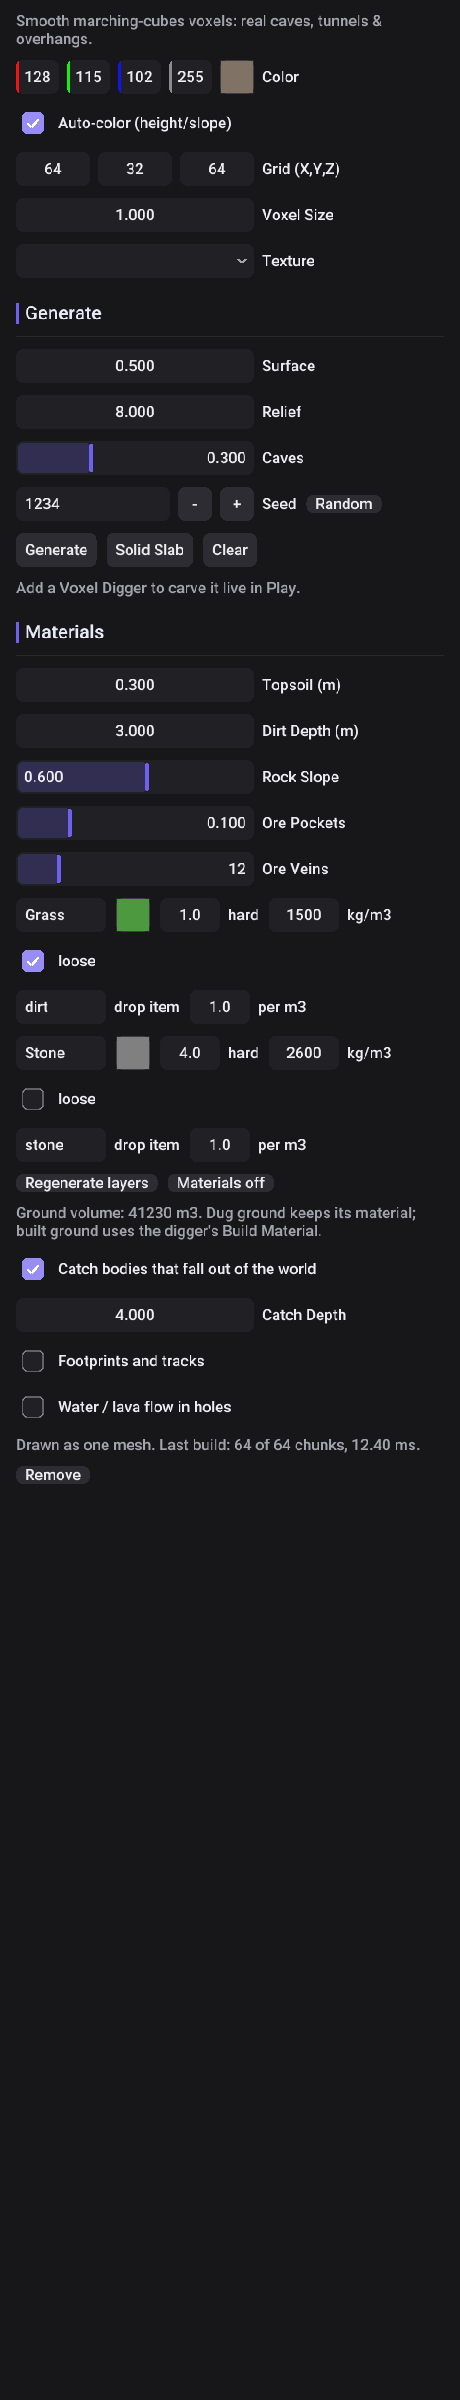 Smooth marching-cubes voxels: real caves, tunnels &
overhangs.
128 115 102 255 Color
Auto-color (height/slope)
64 32 64 Grid (X,Y,Z)
1.000 Voxel Size
Texture
Generate
0.500 Surface
8.000 Relief
0.300 Caves
1234 - + Seed Random
Generate Solid Slab Clear
Add a Voxel Digger to carve it live in Play.
Materials
0.300 Topsoil (m)
3.000 Dirt Depth (m)
0.600 Rock Slope
0.100 Ore Pockets
12 Ore Veins
Grass 1.0 hard 1500 kg/m3
loose
dirt drop item 1.0 per m3
Stone 4.0 hard 2600 kg/m3
loose
stone drop item 1.0 per m3
Regenerate layers Materials off
Ground volume: 41230 m3. Dug ground keeps its material;
built ground uses the digger's Build Material.
Catch bodies that fall out of the world
4.000 Catch Depth
Footprints and tracks
Water / lava flow in holes
Drawn as one mesh. Last build: 64 of 64 chunks, 12.40 ms.
Remove